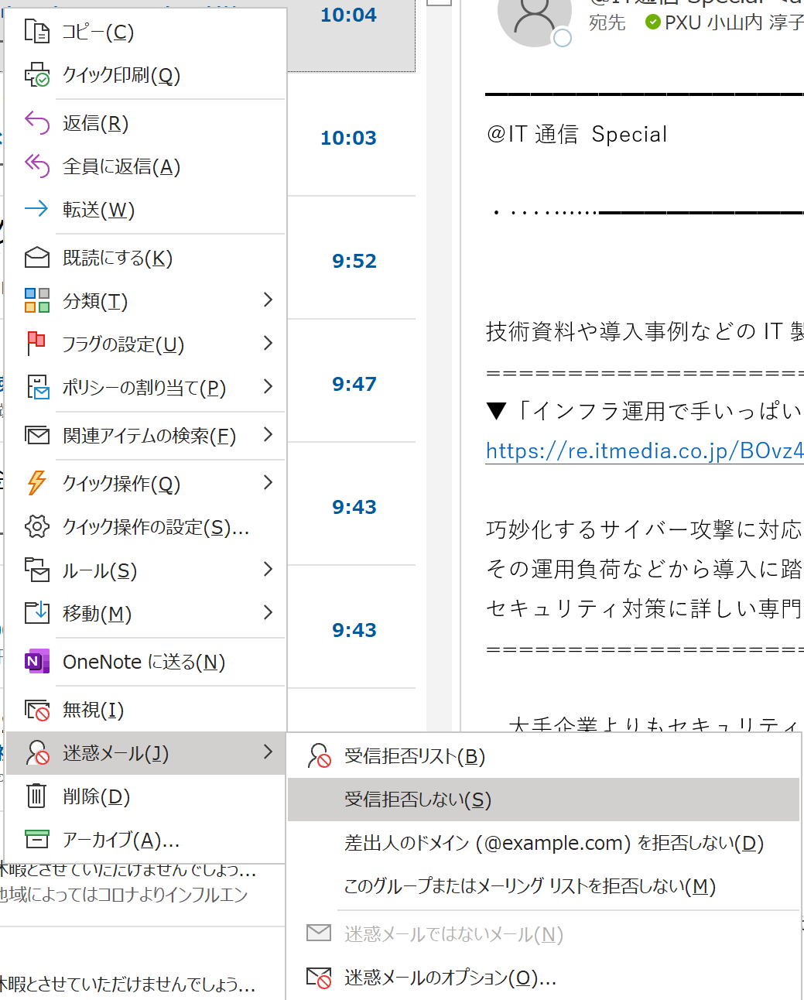 コピー(C)
クイック印刷(Q)
返信(R)
全員に返信(A)
転送(W)
既読にする(K)
分類(T)
フラグの設定(U)
ポリシーの割り当て(P)
関連アイテムの検索(F)
クイック操作(Q)
クイック操作の設定(S)...
ルール(S)
移動(M)
OneNote に送る(N)
無視(I)
迷惑メール(J)
削除(D)
アーカイブ(A)...
受信拒否リスト(B)
受信拒否しない(S)
差出人のドメイン (@example.com) を拒否しない(D)
このグループまたはメーリング リストを拒否しない(M)
迷惑メールではないメール(N)
迷惑メールのオプション(O)...
10:04
10:03
9:52
9:47
9:43
9:43
休暇とさせていただけませんでしょう...
地域によってはコロナよりインフルエン
休暇とさせていただけませんでしょう...
宛先 PXU 小山内 淳子
@IT 通信 Special
技術資料や導入事例などの IT 製
====================
▼「インフラ運用で手いっぱい
https://re.itmedia.co.jp/BOvz4
巧妙化するサイバー攻撃に対応
その運用負荷などから導入に踏
セキュリティ対策に詳しい専門
====================
大手企業よりもセキュリティ